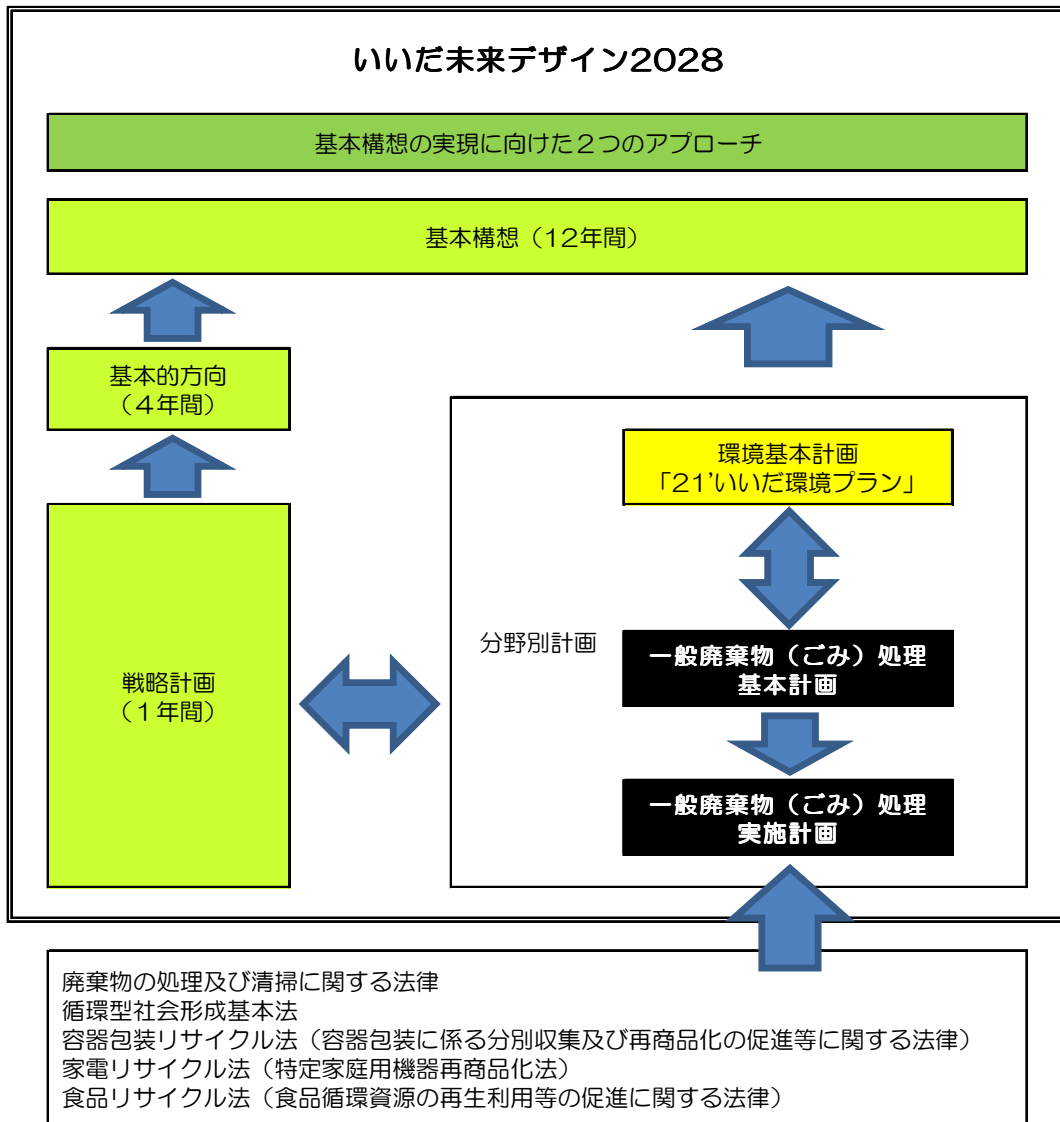 いいだ未来デザイン2028
基本構想の実現に向けた２つのアプローチ
基本構想（12年間）
基本的方向
（４年間）
戦略計画
（１年間）
環境基本計画
「21’いいだ環境プラン」
分野別計画
一般廃棄物（ごみ）処理
基本計画
一般廃棄物（ごみ）処理
実施計画
廃棄物の処理及び清掃に関する法律
循環型社会形成基本法
容器包装リサイクル法（容器包装に係る分別収集及び再商品化の促進等に関する法律）
家電リサイクル法（特定家庭用機器再商品化法）
食品リサイクル法（食品循環資源の再生利用等の促進に関する法律）